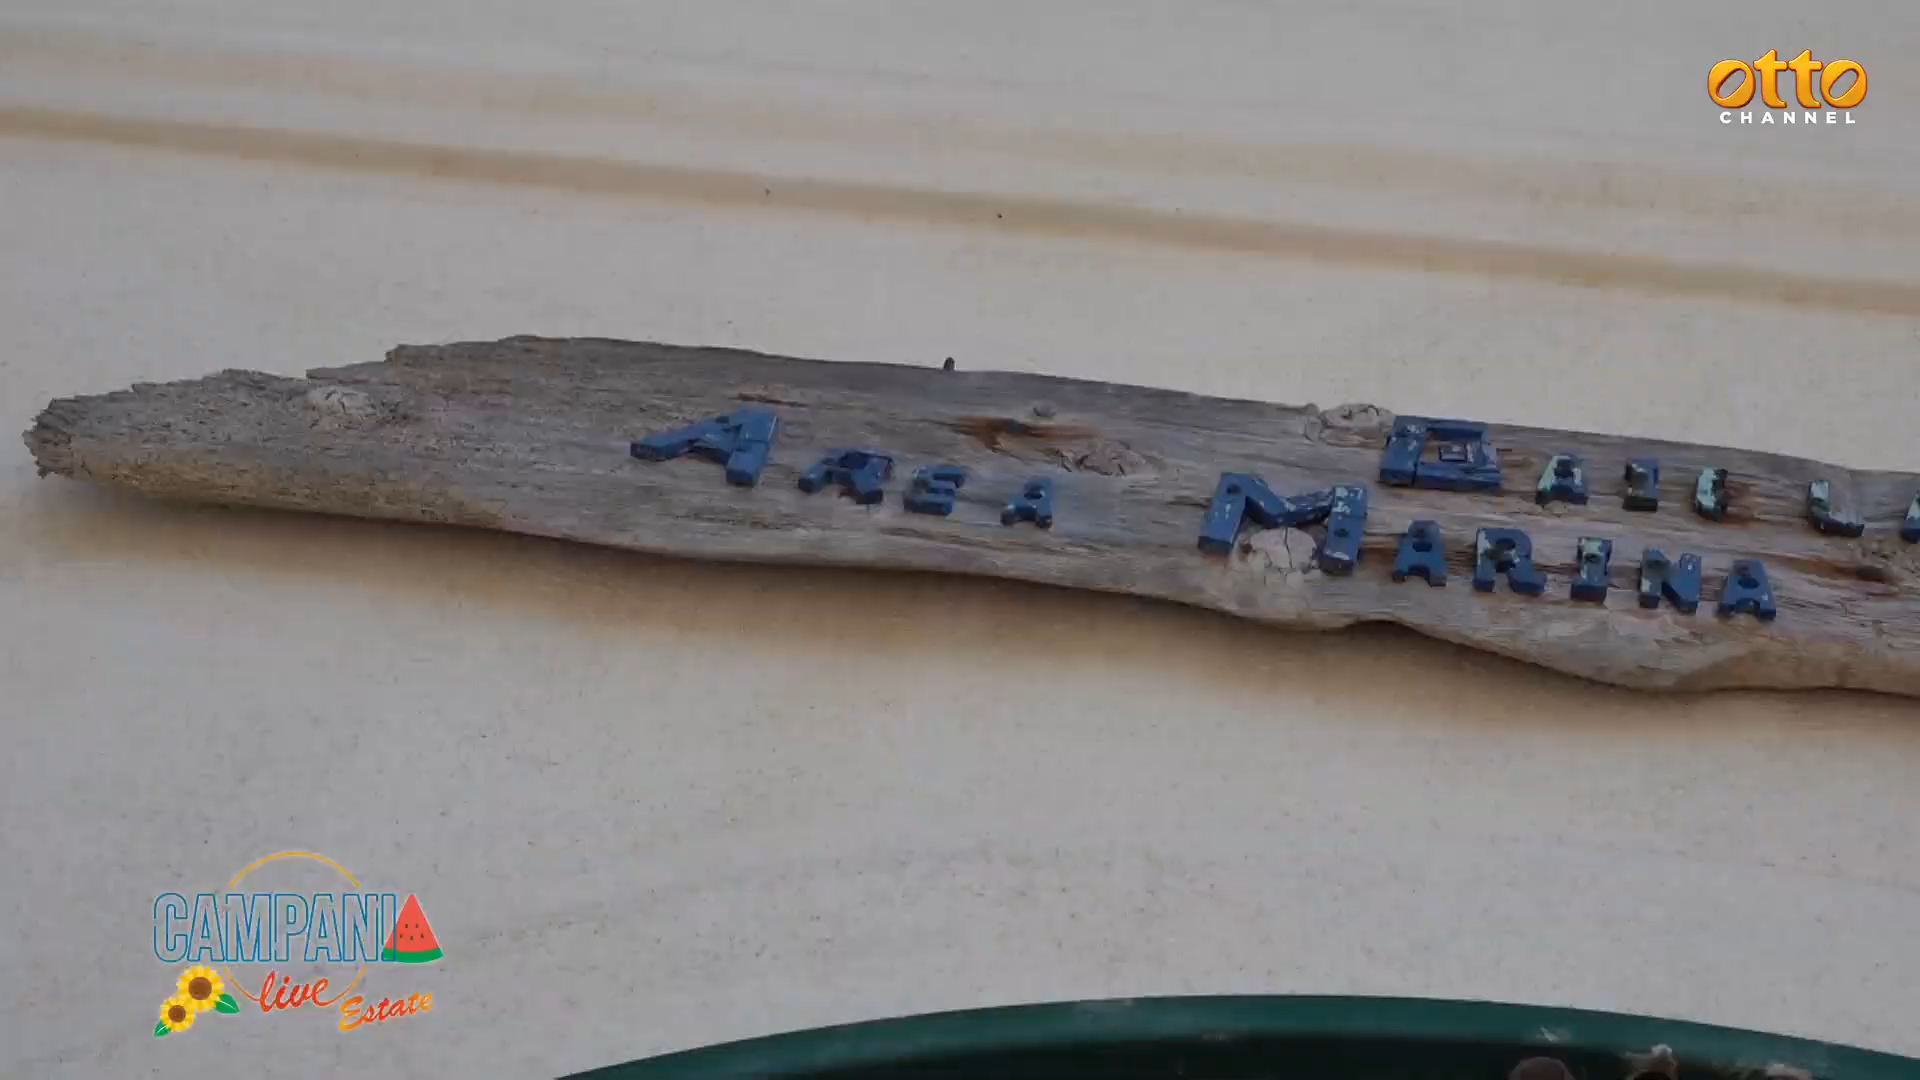 otto
CHANNEL
AREA
MARINA
CAMPANIA
live
Estate